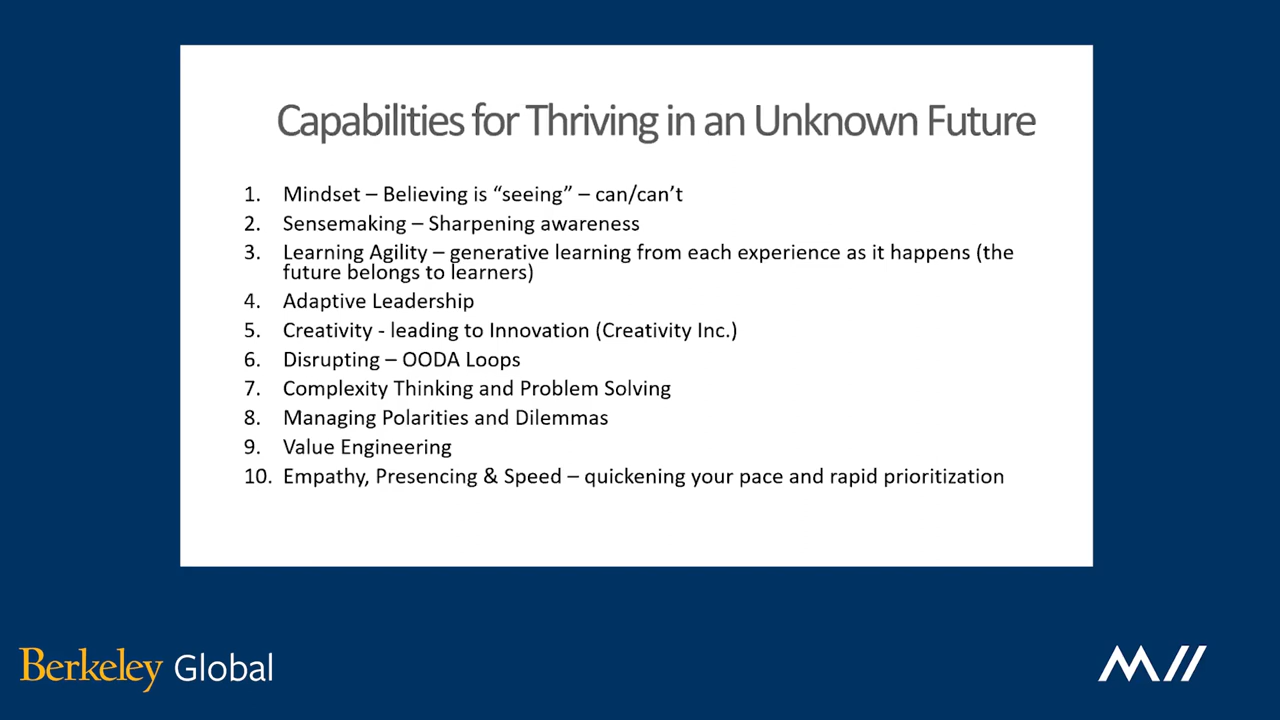 Capabilities for Thriving in an Unknown Future
1. Mindset – Believing is “seeing” – can/can’t
2. Sensemaking – Sharpening awareness
3. Learning Agility – generative learning from each experience as it happens (the
future belongs to learners)
4. Adaptive Leadership
5. Creativity - leading to Innovation (Creativity Inc.)
6. Disrupting – OODA Loops
7. Complexity Thinking and Problem Solving
8. Managing Polarities and Dilemmas
9. Value Engineering
10. Empathy, Presencing & Speed – quickening your pace and rapid prioritization
Berkeley Global